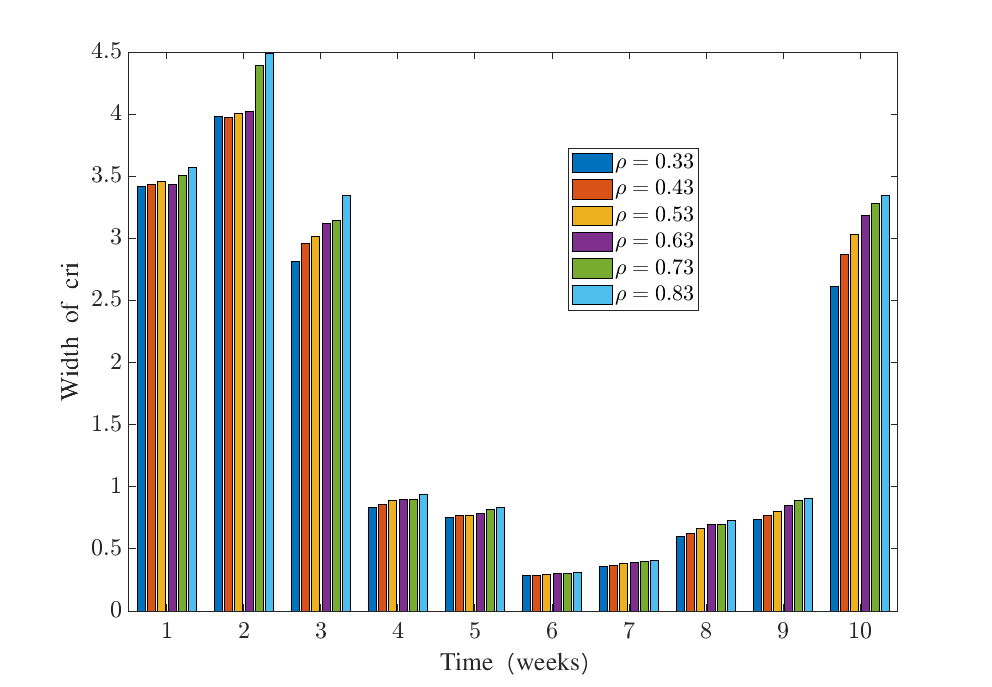 4.5
4
3.5
3
2.5
2
1.5
1
0.5
0
Width of cri
ρ = 0.33
ρ = 0.43
ρ = 0.53
ρ = 0.63
ρ = 0.73
ρ = 0.83
1 2 3 4 5 6 7 8 9 10
Time (weeks)